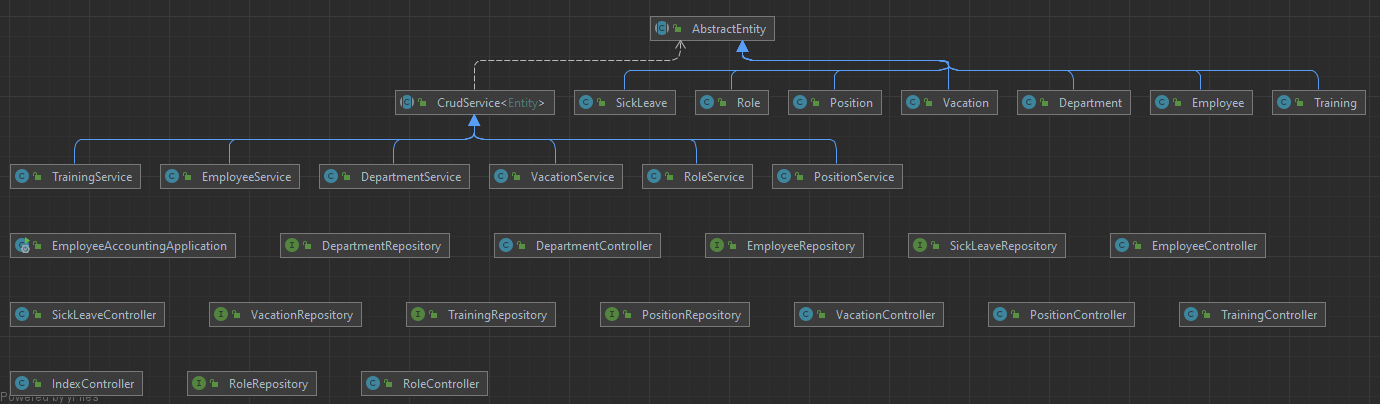 AbstractEntity
CrudService<Entity> SickLeave Role Position Vacation Department Employee Training
TrainingService EmployeeService DepartmentService VacationService RoleService PositionService
EmployeeAccountingApplication DepartmentRepository DepartmentController EmployeeRepository SickLeaveRepository EmployeeController
SickLeaveController VacationRepository TrainingRepository PositionRepository VacationController PositionController TrainingController
IndexController RoleRepository RoleController
Powered by yFiles